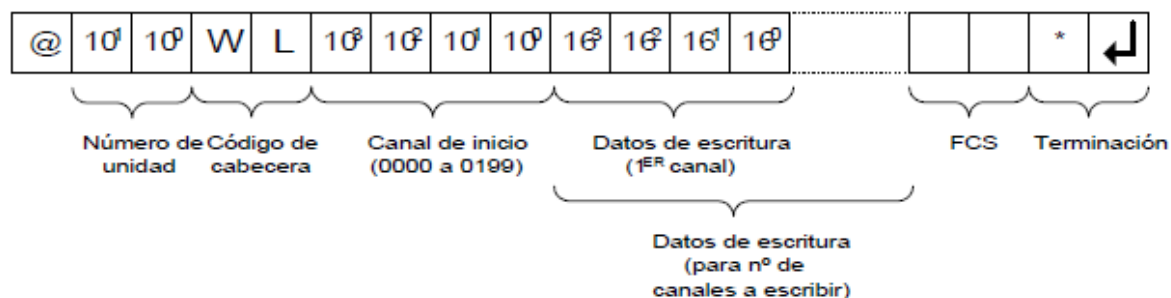 @ 10¹ 10⁰ W L 10³ 10² 10¹ 10⁰ 16³ 16² 16¹ 16⁰ * ↵
Número de unidad
Código de cabecera
Canal de inicio
(0000 a 0199)
Datos de escritura
(1ᴱᴿ canal)
FCS
Terminación
Datos de escritura
(para nº de
canales a escribir)